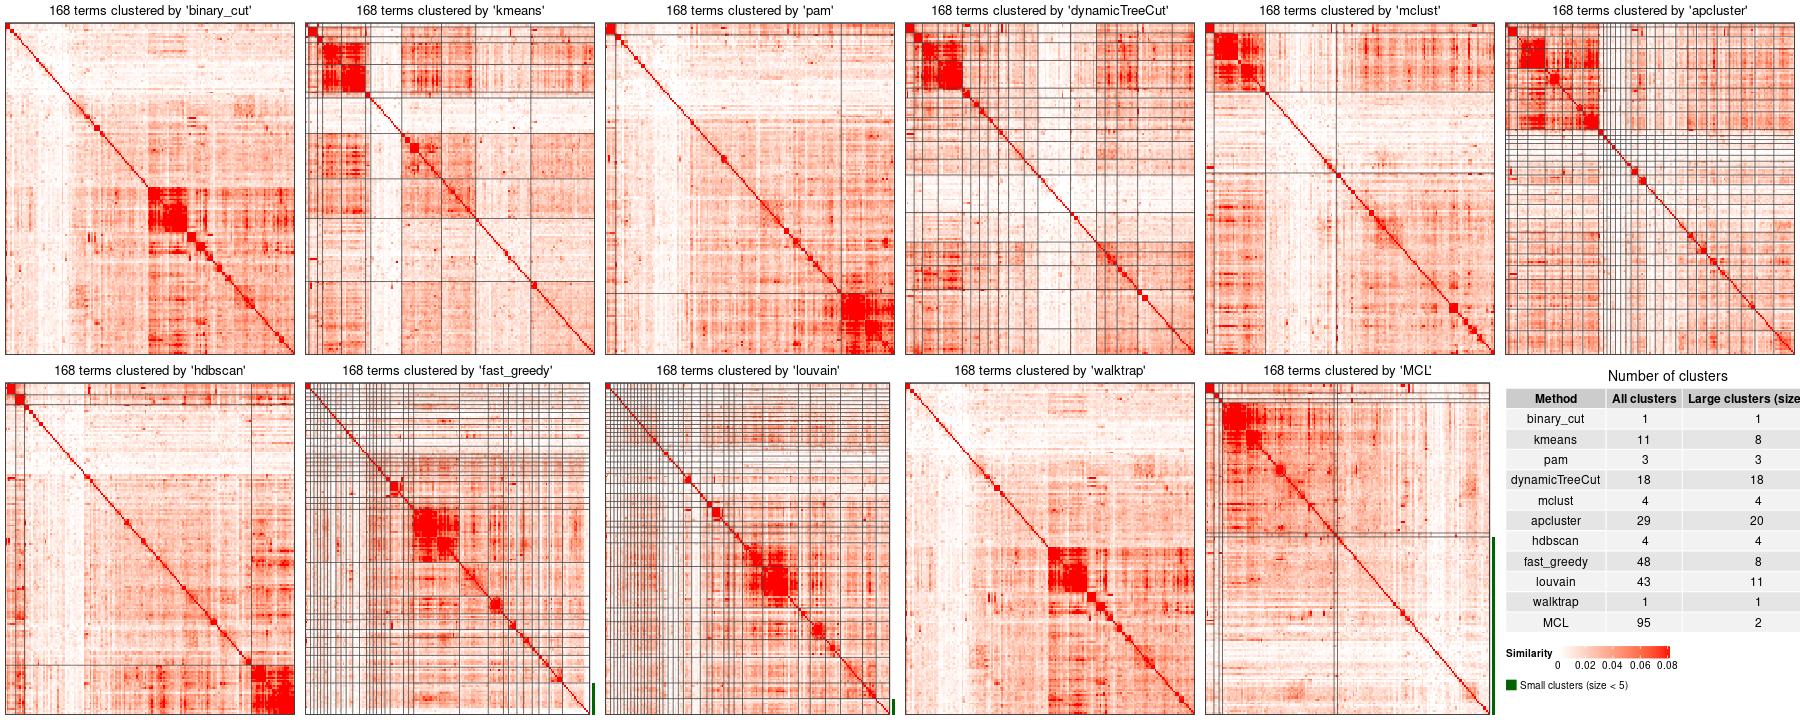 168 terms clustered by 'binary_cut'
168 terms clustered by 'kmeans'
168 terms clustered by 'pam'
168 terms clustered by 'dynamicTreeCut'
168 terms clustered by 'mclust'
168 terms clustered by 'apcluster'
168 terms clustered by 'hdbscan'
168 terms clustered by 'fast_greedy'
168 terms clustered by 'louvain'
168 terms clustered by 'walktrap'
168 terms clustered by 'MCL'
Number of clusters
Method All clusters Large clusters (size
binary_cut 1 1
kmeans 11 8
pam 3 3
dynamicTreeCut 18 18
mclust 4 4
apcluster 29 20
hdbscan 4 4
fast_greedy 48 8
louvain 43 11
walktrap 1 1
MCL 95 2
Similarity
0 0.02 0.04 0.06 0.08
Small clusters (size < 5)